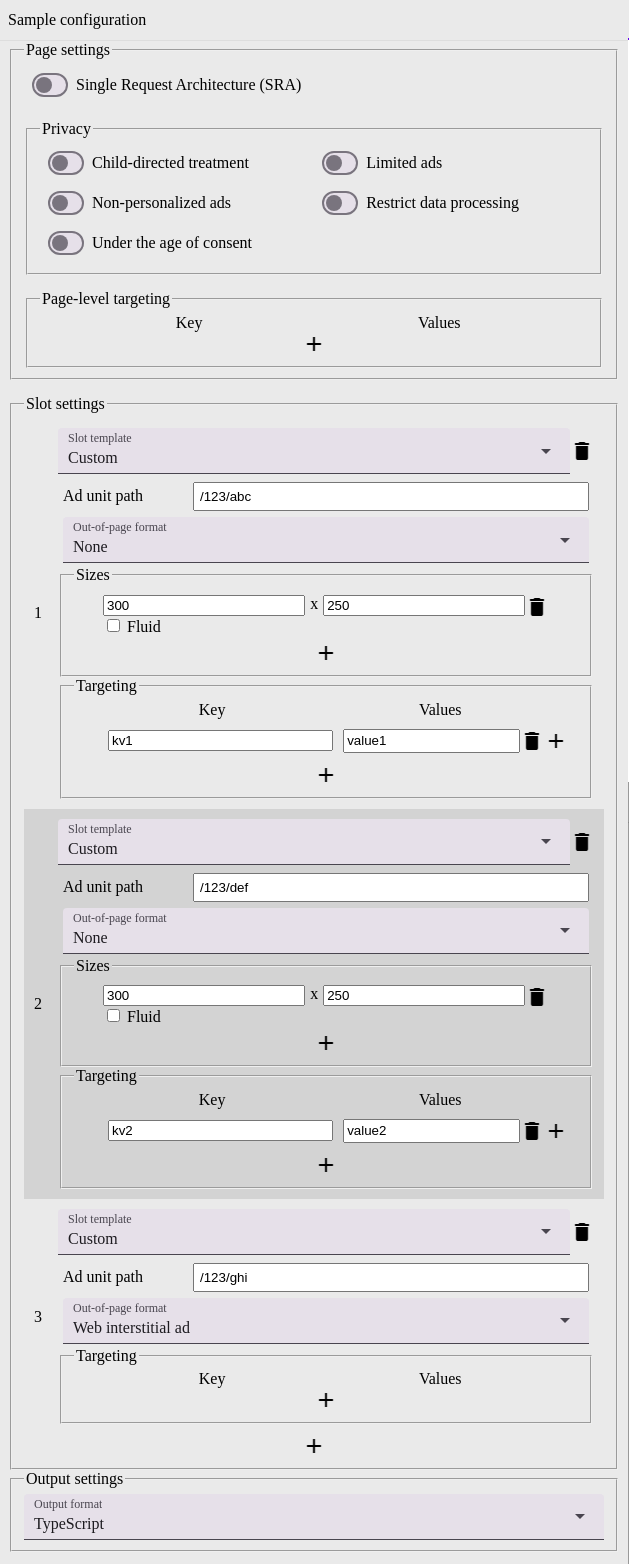 Sample configuration
Page settings
Single Request Architecture (SRA)
Privacy
Child-directed treatment
Limited ads
Non-personalized ads
Restrict data processing
Under the age of consent
Page-level targeting
Key
Values
+
Slot settings
Slot template
Custom
Ad unit path
/123/abc
Out-of-page format
None
1
Sizes
300 x 250
Fluid
+
Targeting
Key
Values
kv1
value1
+
+
Slot template
Custom
Ad unit path
/123/def
Out-of-page format
None
2
Sizes
300 x 250
Fluid
+
Targeting
Key
Values
kv2
value2
+
+
Slot template
Custom
Ad unit path
/123/ghi
3
Out-of-page format
Web interstitial ad
Targeting
Key
Values
+
+
Output settings
Output format
TypeScript